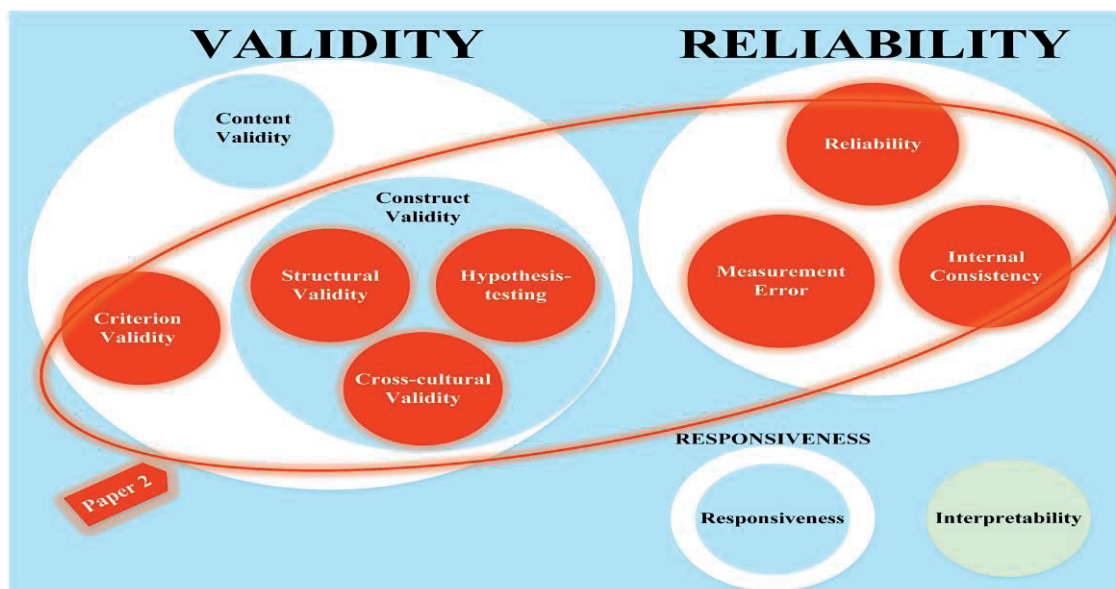 VALIDITY
RELIABILITY
Content
Validity
Construct
Validity
Structural
Validity
Hypothesis-
testing
Criterion
Validity
Cross-cultural
Validity
Reliability
Measurement
Error
Internal
Consistency
Paper 2
RESPONSIVENESS
Responsiveness
Interpretability